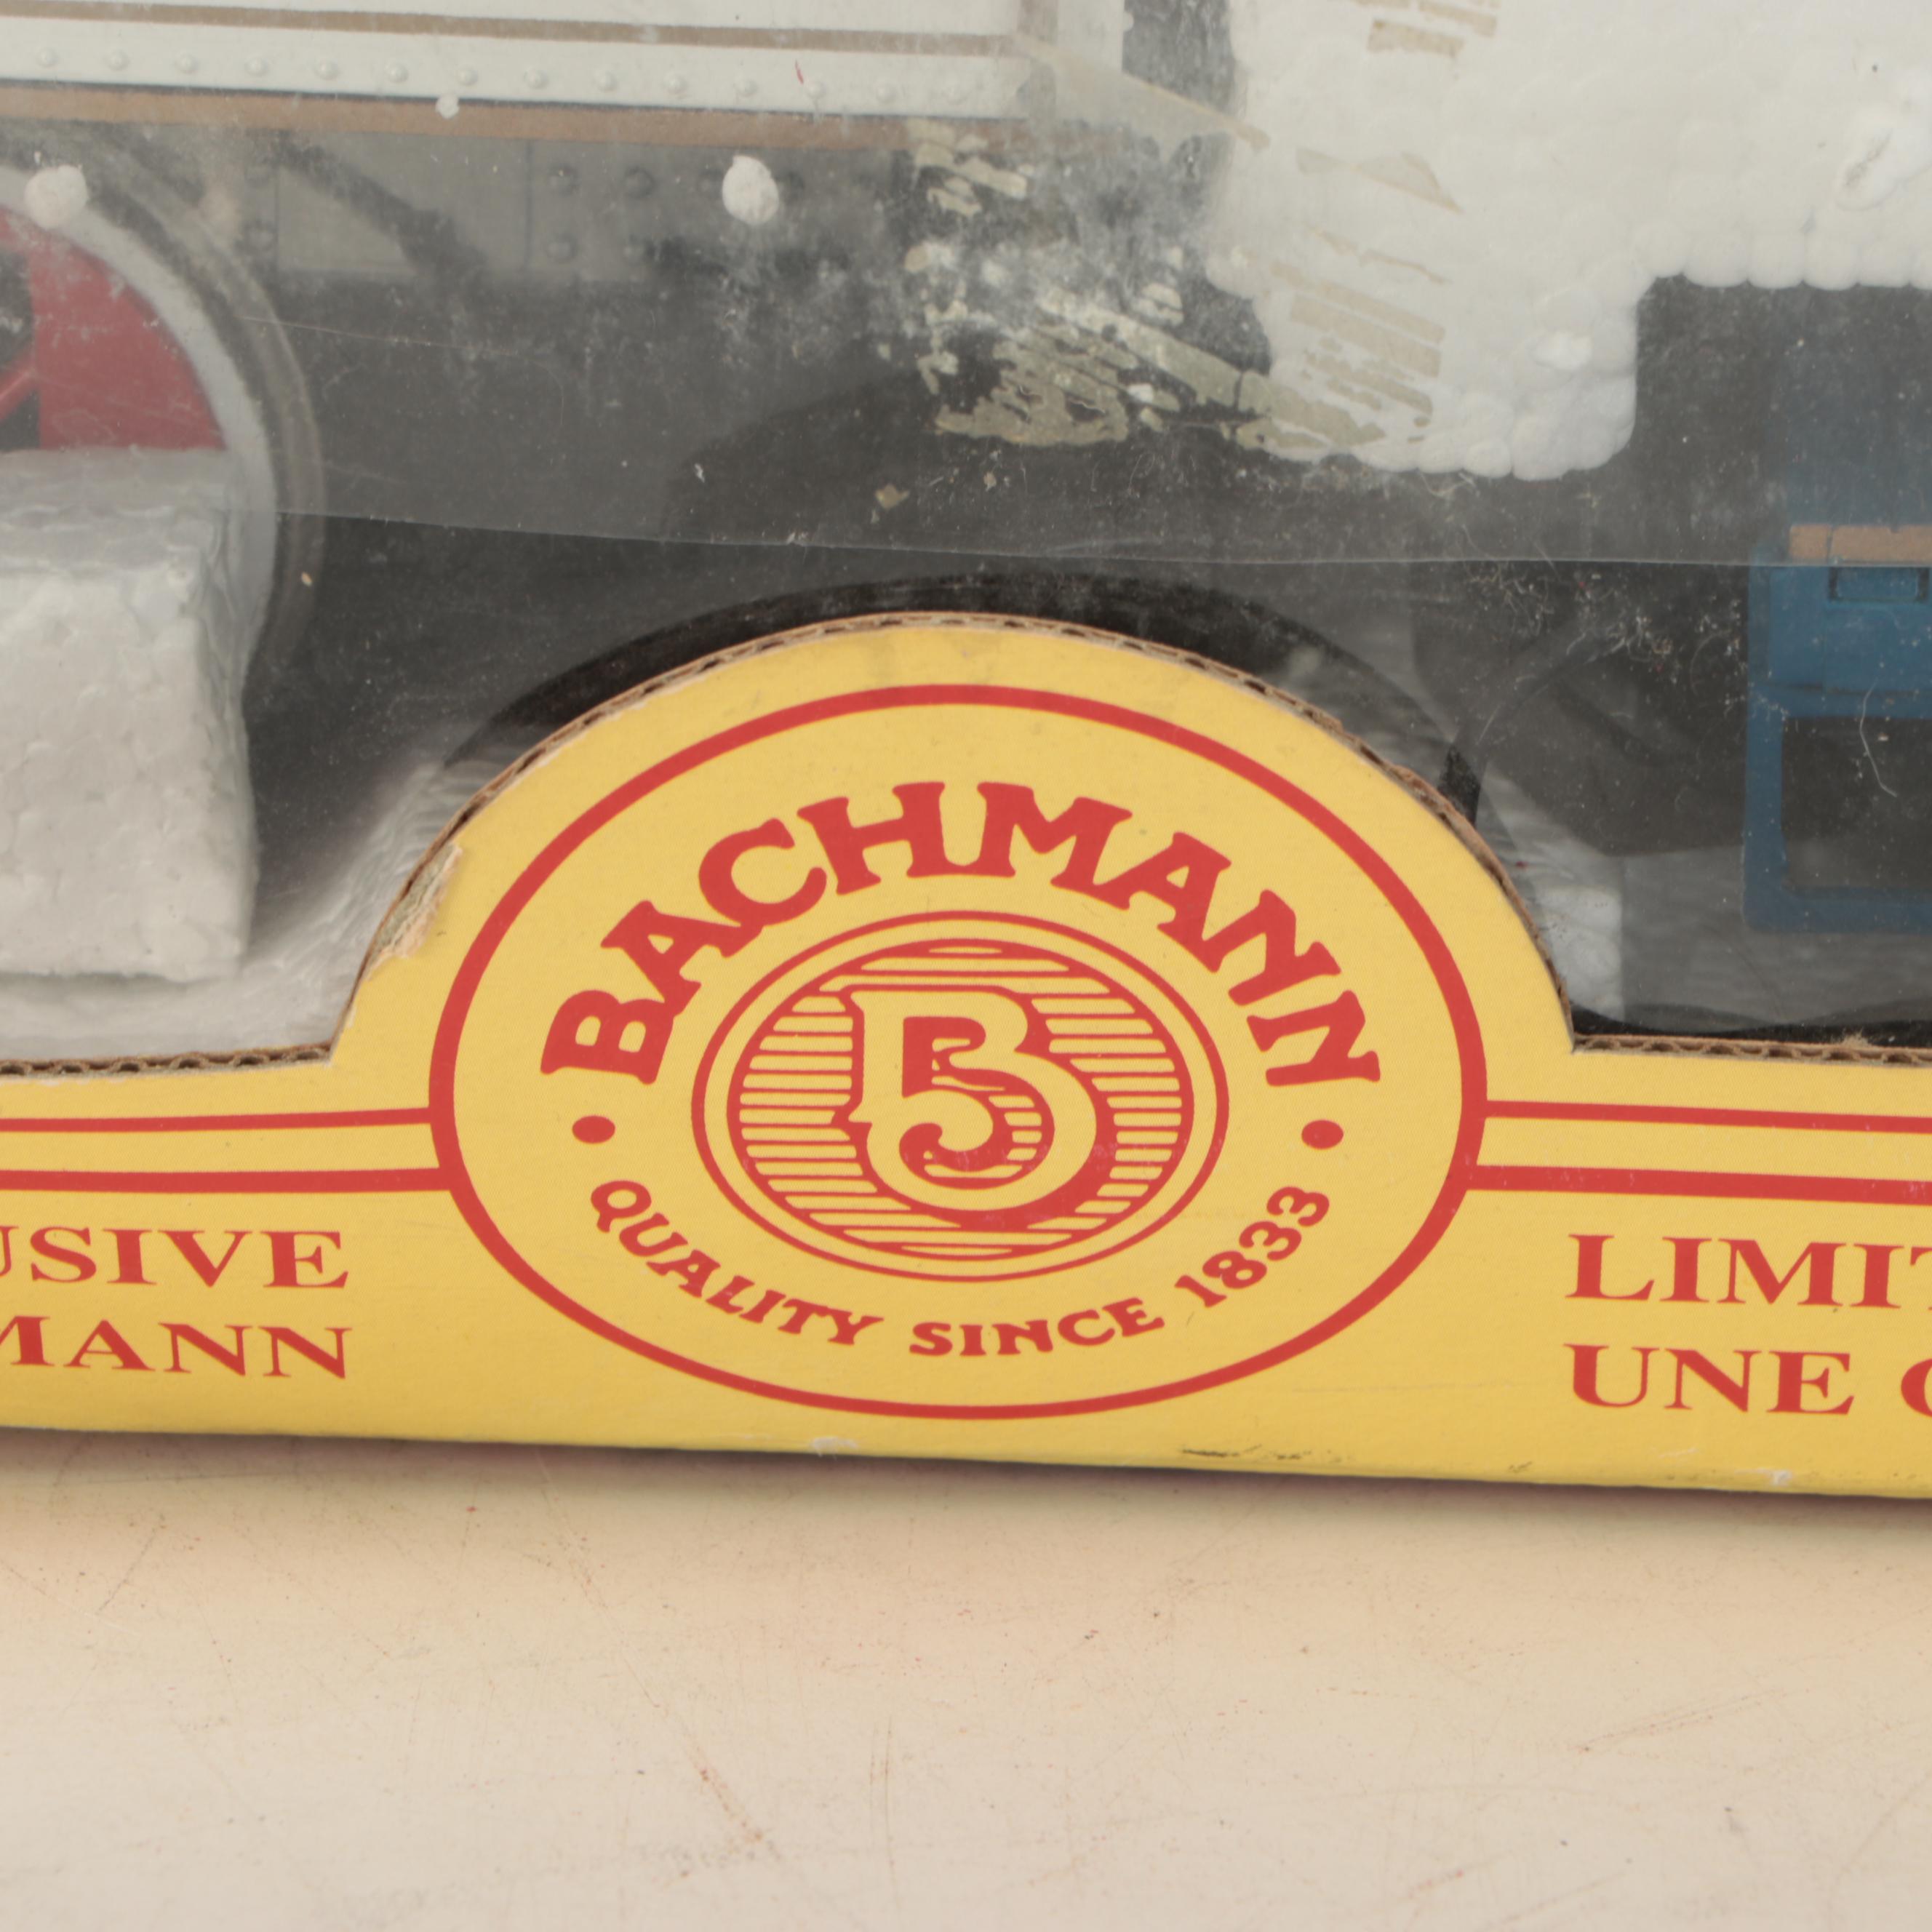 BACHMANN
B
• QUALITY SINCE 1833 •
USIVE
MANN
LIMIT
UNE